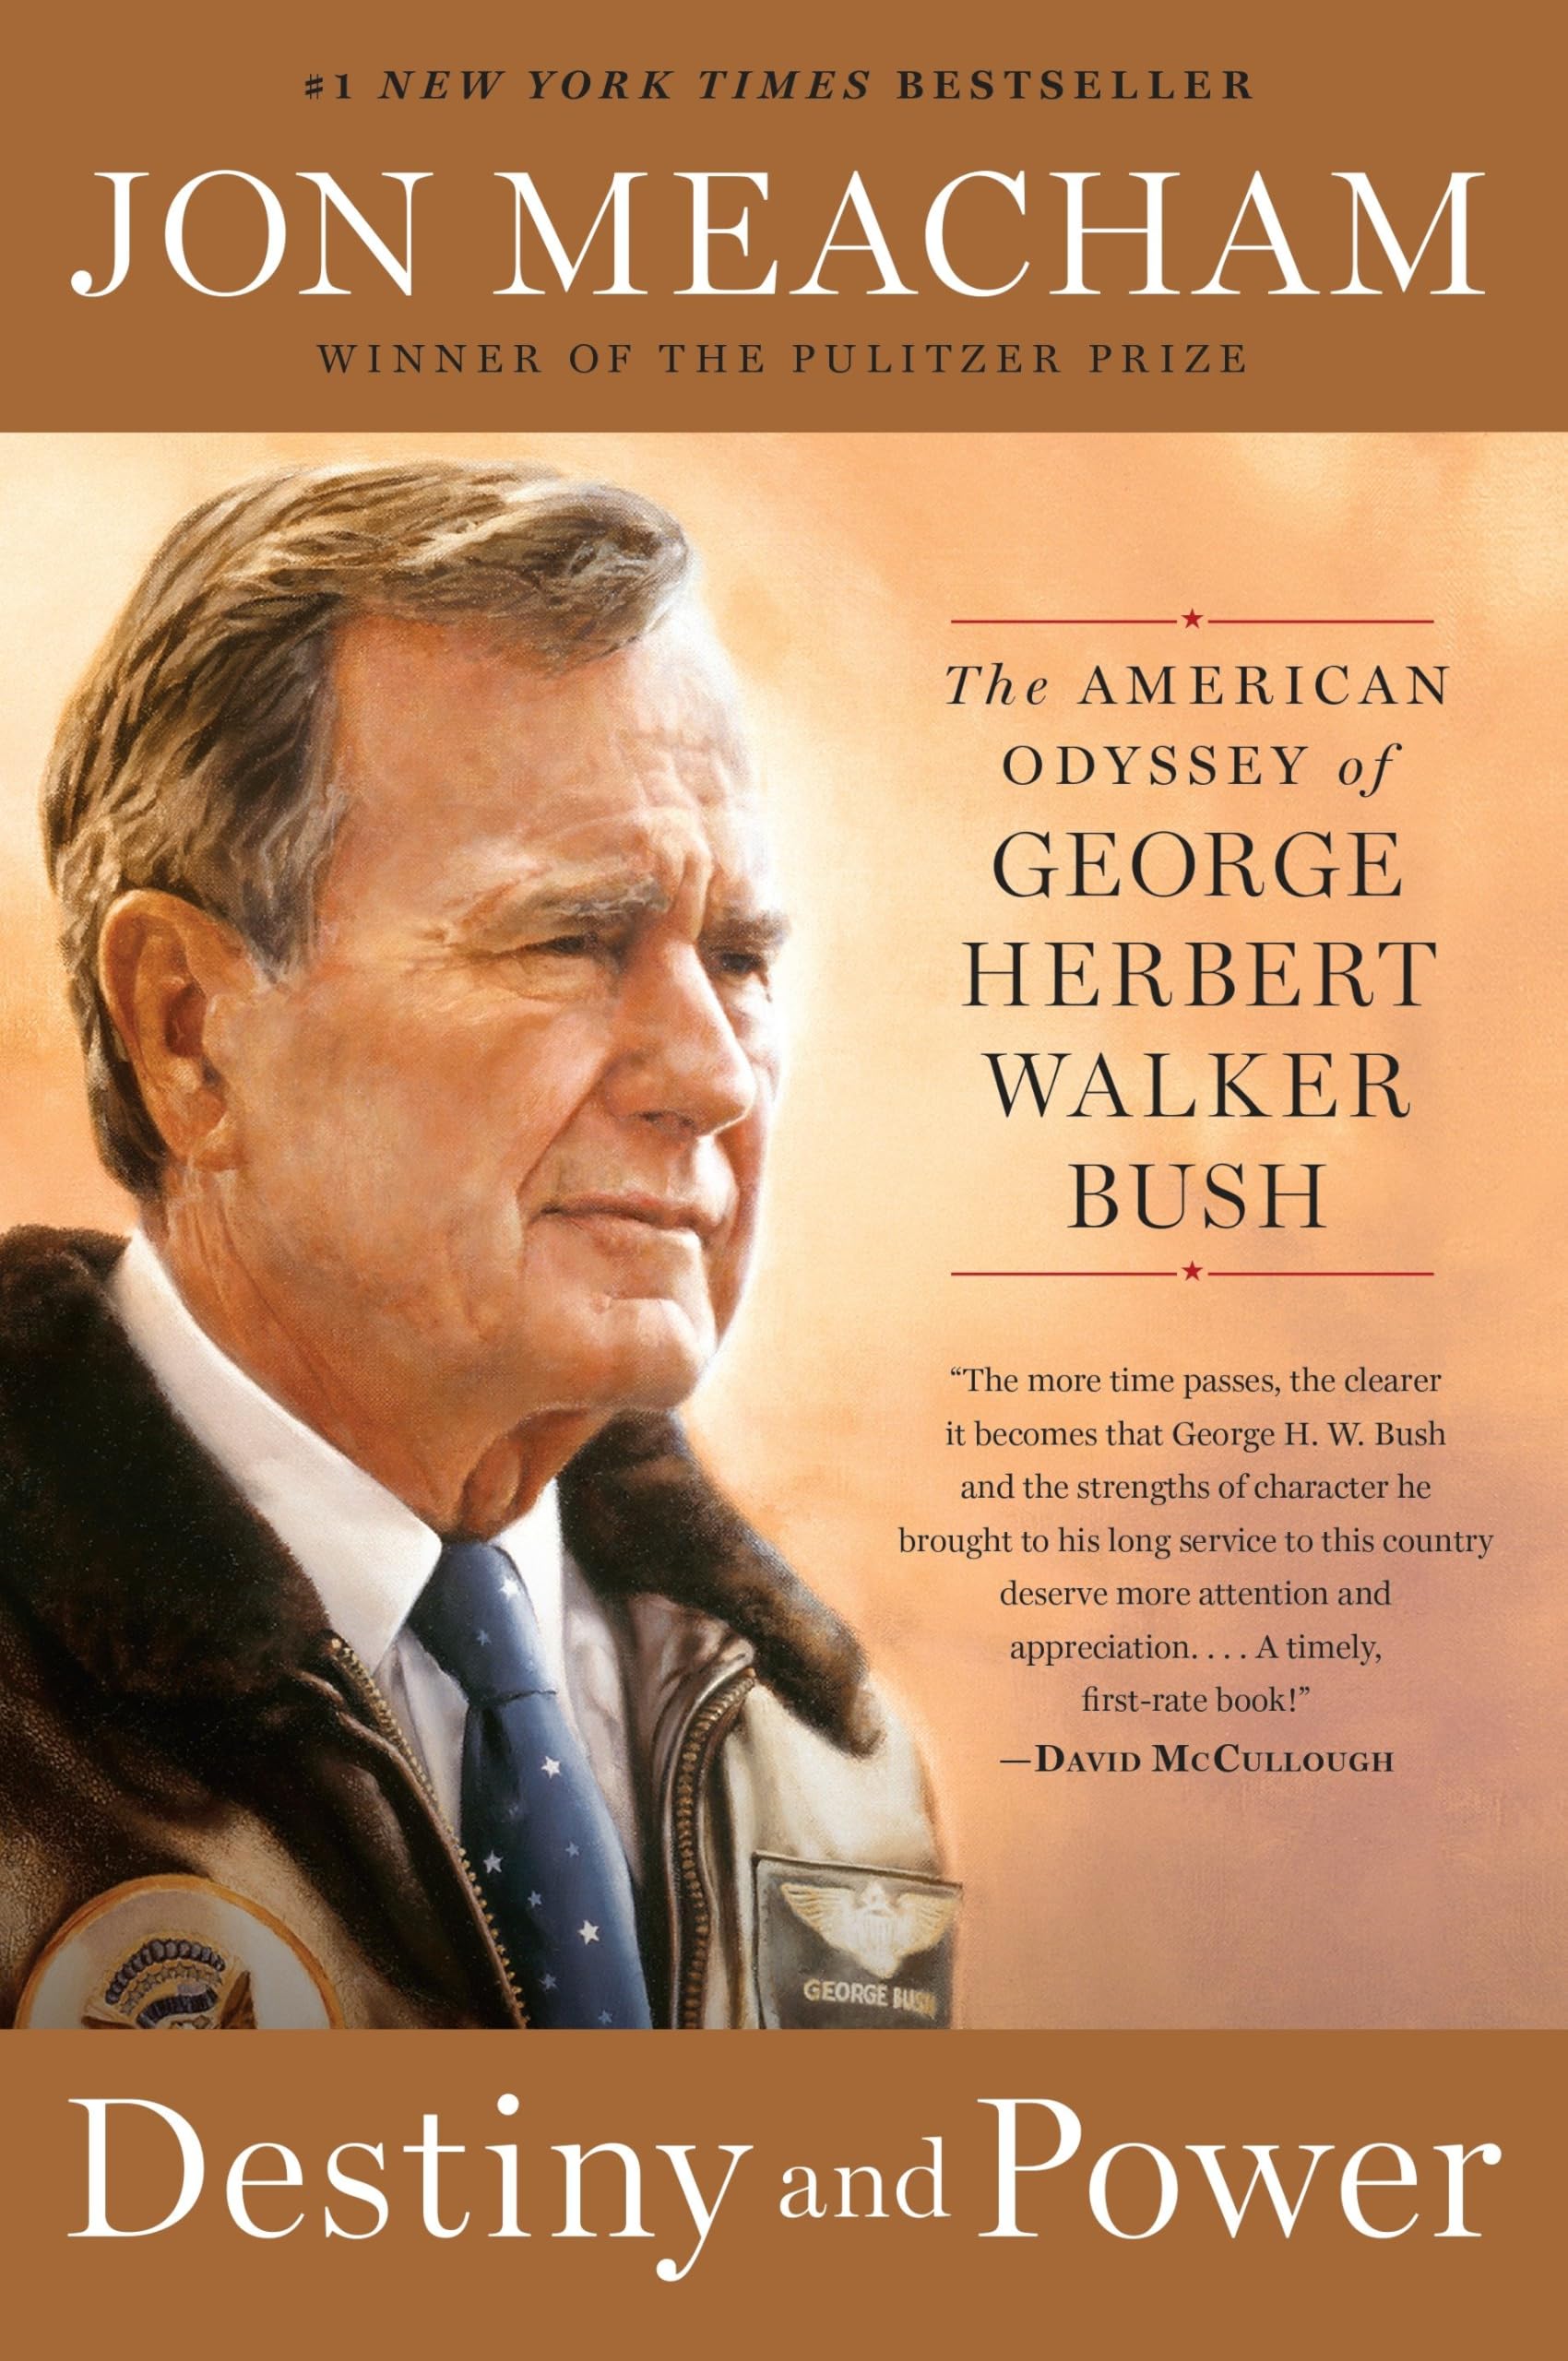 #1 NEW YORK TIMES BESTSELLER
JON MEACHAM
WINNER OF THE PULITZER PRIZE
The AMERICAN
ODYSSEY of
GEORGE
HERBERT
WALKER
BUSH
“The more time passes, the clearer
it becomes that George H. W. Bush
and the strengths of character he
brought to his long service to this country
deserve more attention and
appreciation. . . . A timely,
first-rate book!”
—DAVID MCCULLOUGH
GEORGE BUSH
Destiny and Power